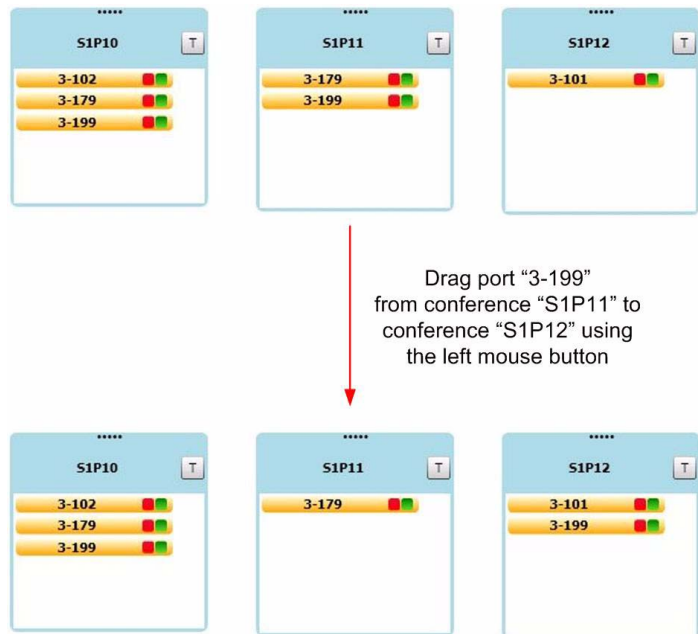 S1P10 T
S1P11 T
S1P12 T
3-102
3-179
3-199
3-179
3-199
3-101
Drag port “3-199”
from conference “S1P11” to
conference “S1P12” using
the left mouse button
S1P10 T
S1P11 T
S1P12 T
3-102
3-179
3-199
3-179
3-101
3-199